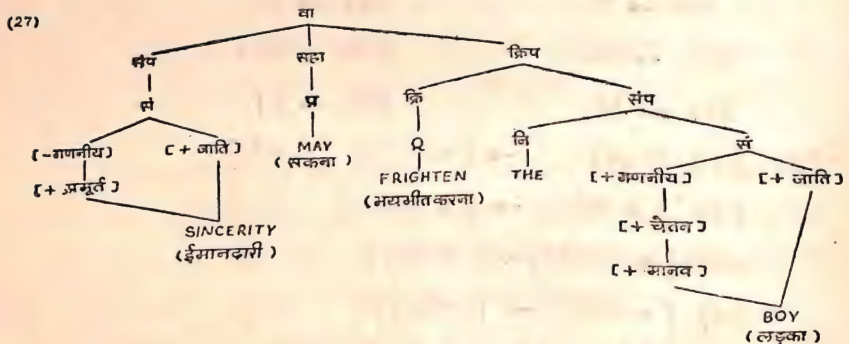 (27)
वा
संप सहा क्रिप
सं प्र क्रि संप
[-गणनीय] [+ जाति] MAY Q नि सं
(सकना)
[+ अमूर्त] FRIGHTEN THE [+गणनीय] [+ जाति]
(भयभीत करना)
SINCERITY [+ चेतन]
(ईमानदारी)
[+ मानव]
BOY
(लड़का)